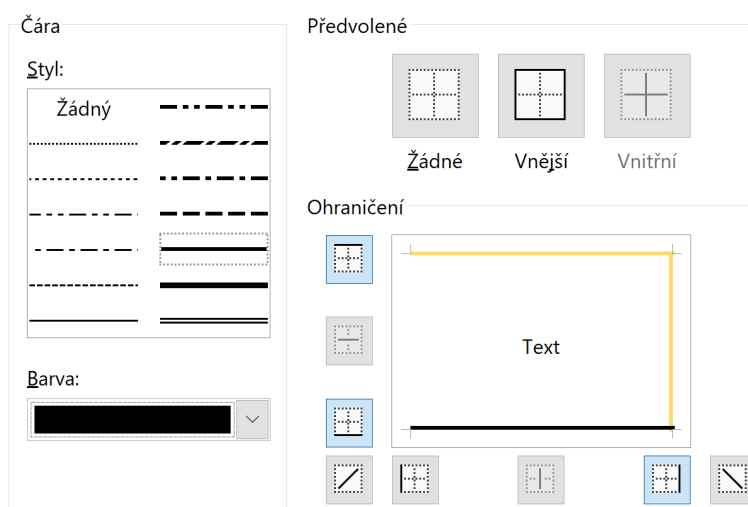 Čára
Styl:
Žádný
Barva:
Předvolené
Žádné
Vnější
Vnitřní
Ohraničení
Text